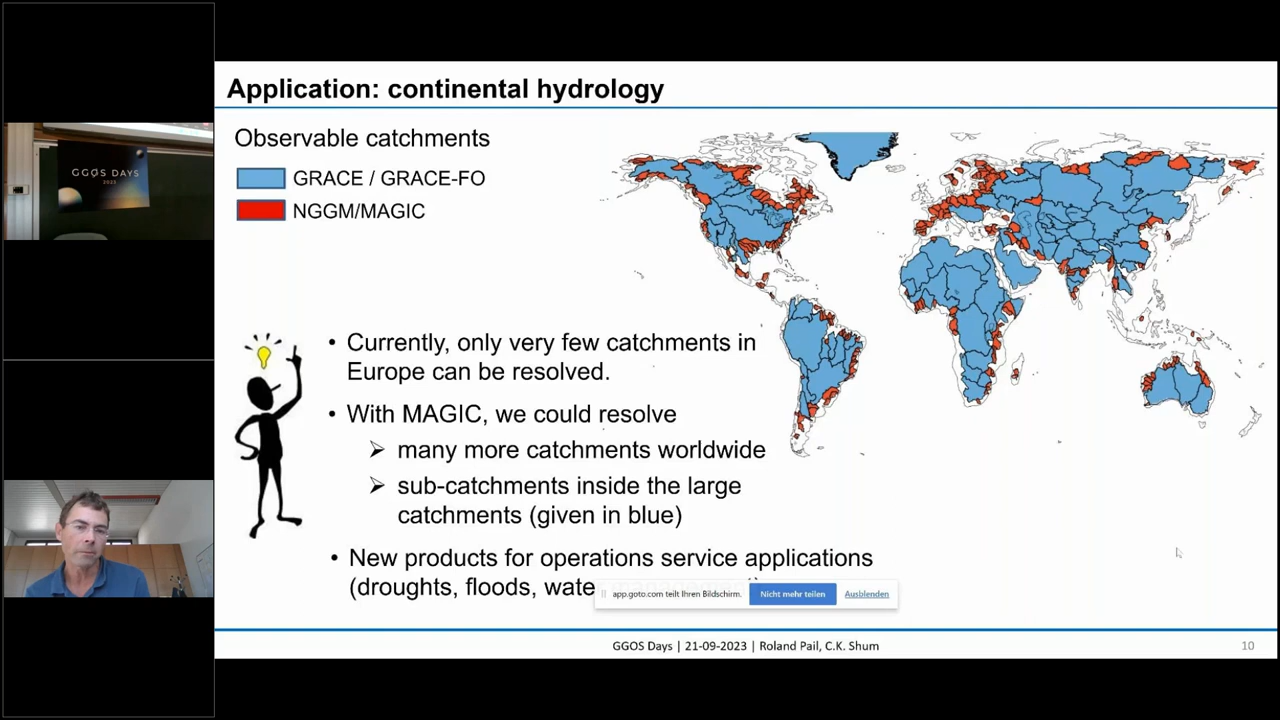 GGOS DAYS
2023
Application: continental hydrology
Observable catchments
GRACE / GRACE-FO
NGGM/MAGIC
• Currently, only very few catchments in
Europe can be resolved.
• With MAGIC, we could resolve
➢ many more catchments worldwide
➢ sub-catchments inside the large
catchments (given in blue)
• New products for operations service applications
(droughts, floods, wate
app.goto.com teilt Ihren Bildschirm.
Nicht mehr teilen
Ausblenden
GGOS Days | 21-09-2023 | Roland Pail, C.K. Shum
10